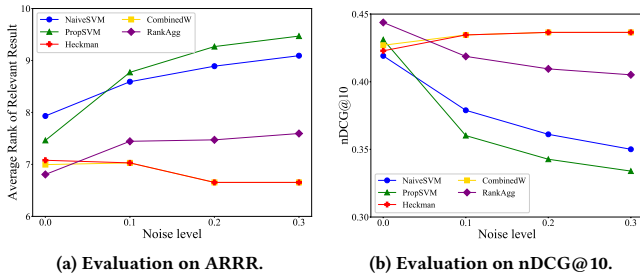 NaiveSVM
PropSVM
Heckman
CombinedW
RankAgg
Average Rank of Relevant Result
10
9
8
7
6
0.0 0.1 0.2 0.3
Noise level
(a) Evaluation on ARRR.
nDCG@10
0.45
0.40
0.35
0.30
NaiveSVM
PropSVM
Heckman
CombinedW
RankAgg
0.0 0.1 0.2 0.3
Noise level
(b) Evaluation on nDCG@10.